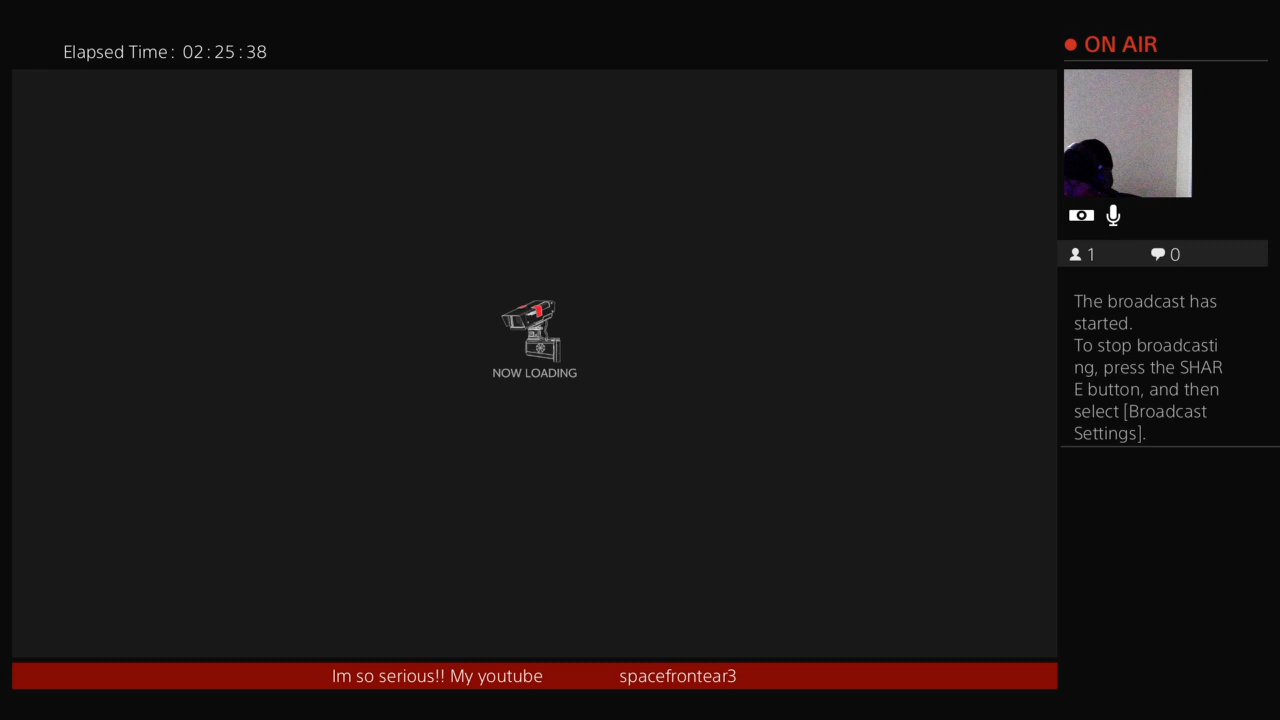 Elapsed Time: 02:25:38
ON AIR
1 0
The broadcast has
started.
To stop broadcasti
ng, press the SHAR
E button, and then
select [Broadcast
Settings].
NOW LOADING
Im so serious!! My youtube spacefrontear3